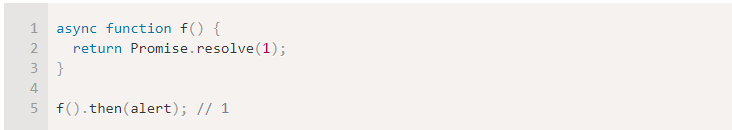 1 async function f() {
2   return Promise.resolve(1);
3 }
4
5 f().then(alert); // 1